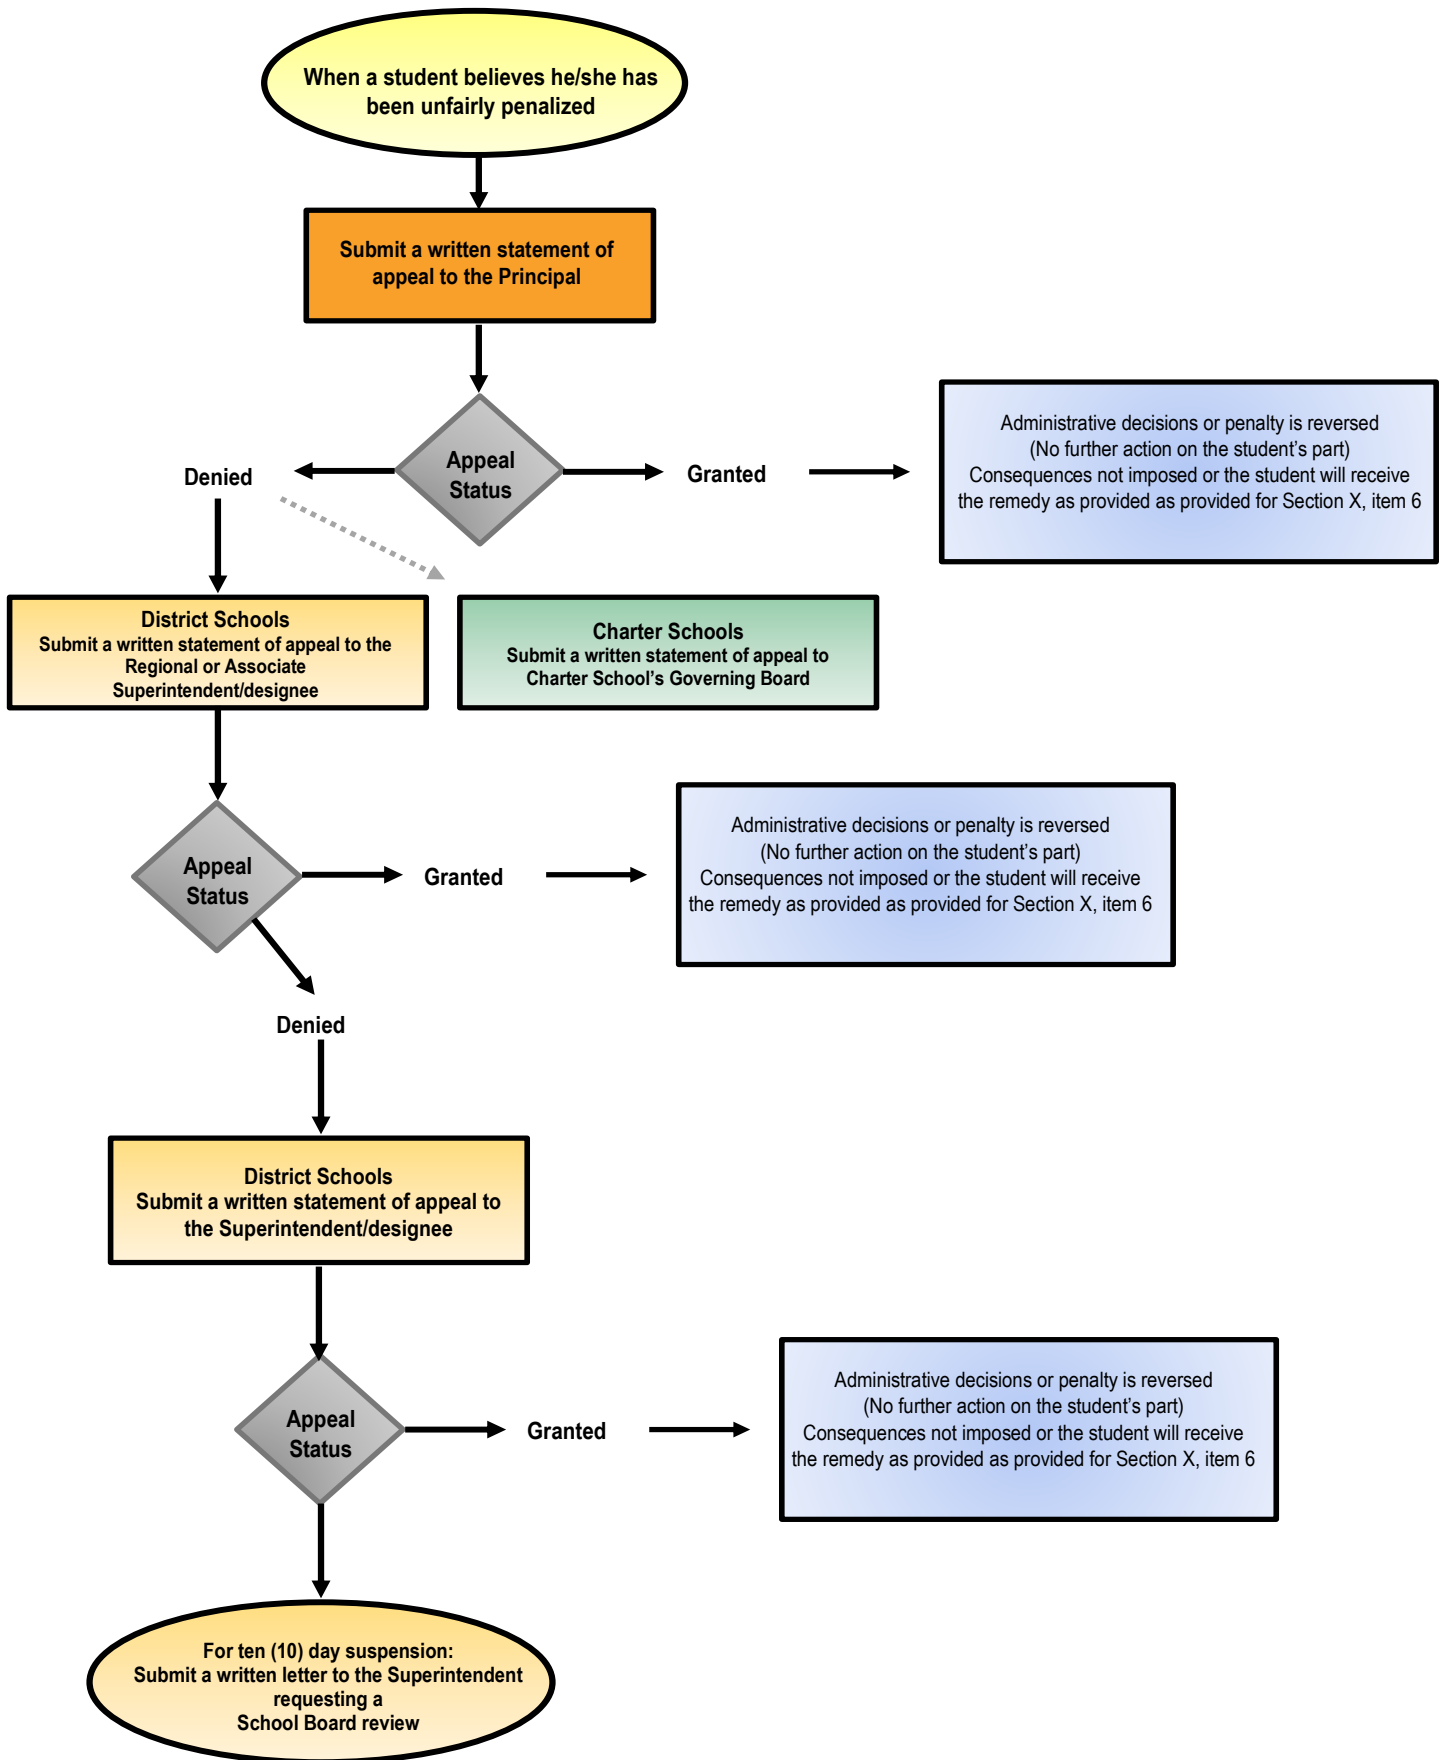 When a student believes he/she has
been unfairly penalized
Submit a written statement of
appeal to the Principal
Appeal
Status
Denied
Granted
Administrative decisions or penalty is reversed
(No further action on the student's part)
Consequences not imposed or the student will receive
the remedy as provided as provided for Section X, item 6
District Schools
Submit a written statement of appeal to the
Regional or Associate
Superintendent/designee
Charter Schools
Submit a written statement of appeal to
Charter School's Governing Board
Appeal
Status
Granted
Administrative decisions or penalty is reversed
(No further action on the student's part)
Consequences not imposed or the student will receive
the remedy as provided as provided for Section X, item 6
Denied
District Schools
Submit a written statement of appeal to
the Superintendent/designee
Appeal
Status
Granted
Administrative decisions or penalty is reversed
(No further action on the student's part)
Consequences not imposed or the student will receive
the remedy as provided as provided for Section X, item 6
For ten (10) day suspension:
Submit a written letter to the Superintendent
requesting a
School Board review